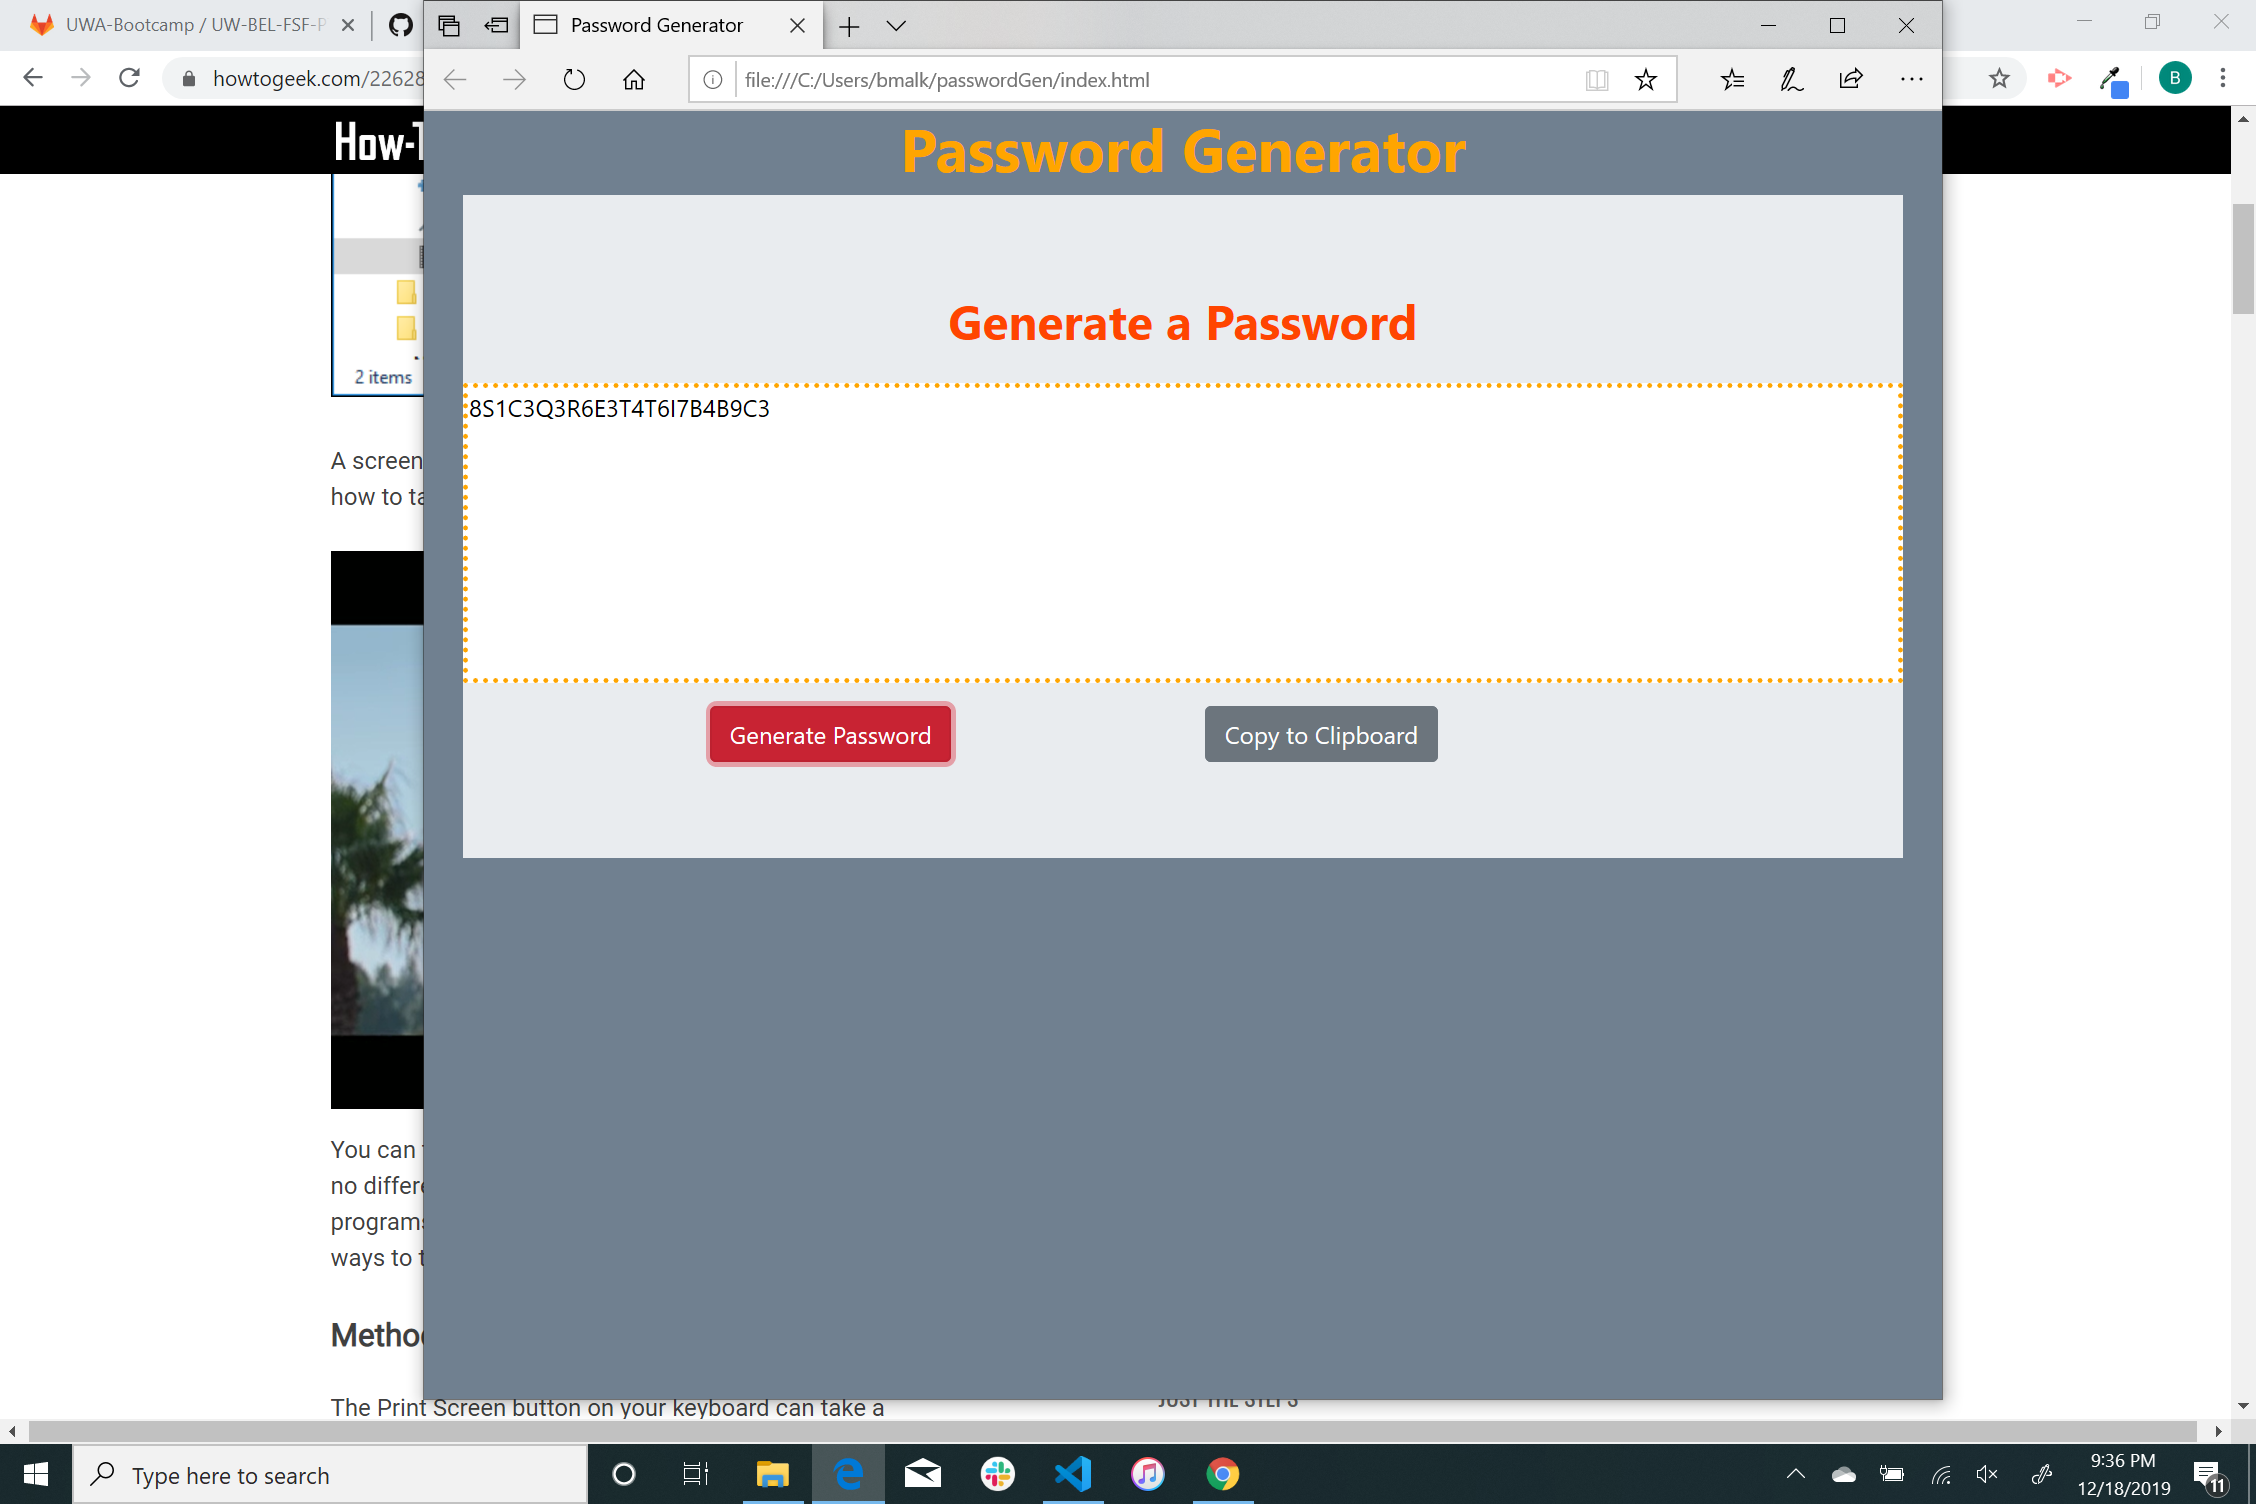 UWA-Bootcamp / UW-BEL-FSF-P
Password Generator
howtogeek.com/22628
file:///C:/Users/bmalk/passwordGen/index.html
B
How-T
Password Generator
Generate a Password
8S1C3Q3R6E3T4T6I7B4B9C3
Generate Password
Copy to Clipboard
2 items
A screen
how to ta
You can
no differe
programs
ways to t
Method
The Print Screen button on your keyboard can take a
JUST THE STEPS
Type here to search
9:36 PM
12/18/2019
11